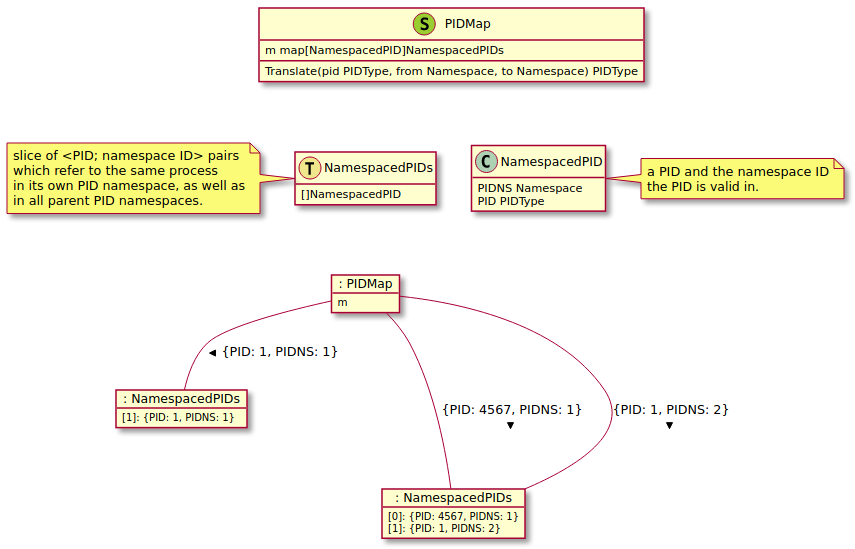 S PIDMap
m map[NamespacedPID]NamespacedPIDs
Translate(pid PIDType, from Namespace, to Namespace) PIDType
slice of <PID; namespace ID> pairs
which refer to the same process
in its own PID namespace, as well as
in all parent PID namespaces.
T NamespacedPIDs
[]NamespacedPID
C NamespacedPID
PIDNS Namespace
PID PIDType
a PID and the namespace ID
the PID is valid in.
: PIDMap
m
{PID: 1, PIDNS: 1}
: NamespacedPIDs
[1]: {PID: 1, PIDNS: 1}
{PID: 4567, PIDNS: 1}
{PID: 1, PIDNS: 2}
: NamespacedPIDs
[0]: {PID: 4567, PIDNS: 1}
[1]: {PID: 1, PIDNS: 2}